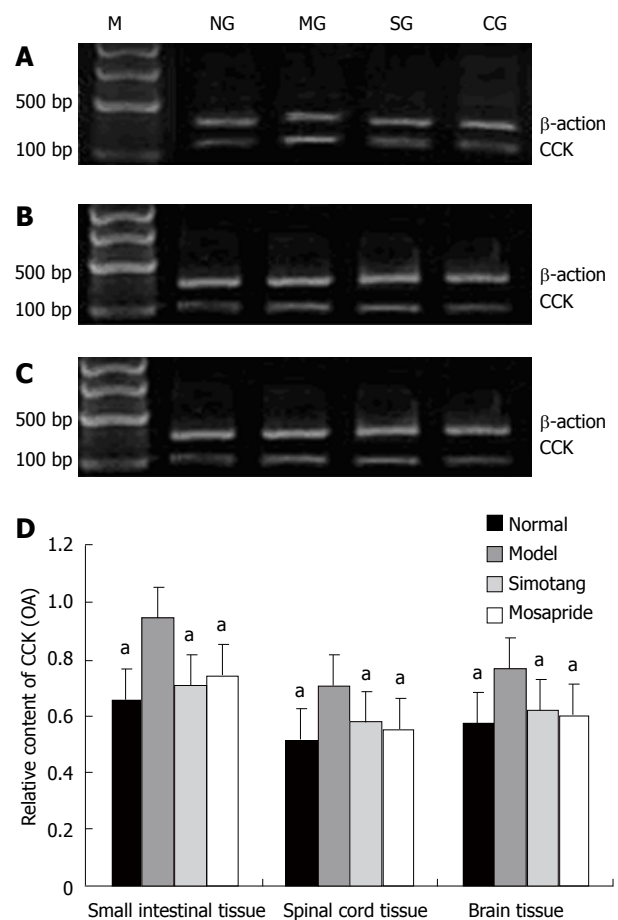 M NG MG SG CG
A
500 bp
β-action
100 bp
CCK
B
500 bp
β-action
100 bp
CCK
C
500 bp
β-action
CCK
100 bp
D
Normal
Model
Simotang
Mosapride
Relative content of CCK (OA)
1.2
1.0
0.8
0.6
0.4
0.2
0
a a a
a a a
a a a
Small intestinal tissue Spinal cord tissue Brain tissue